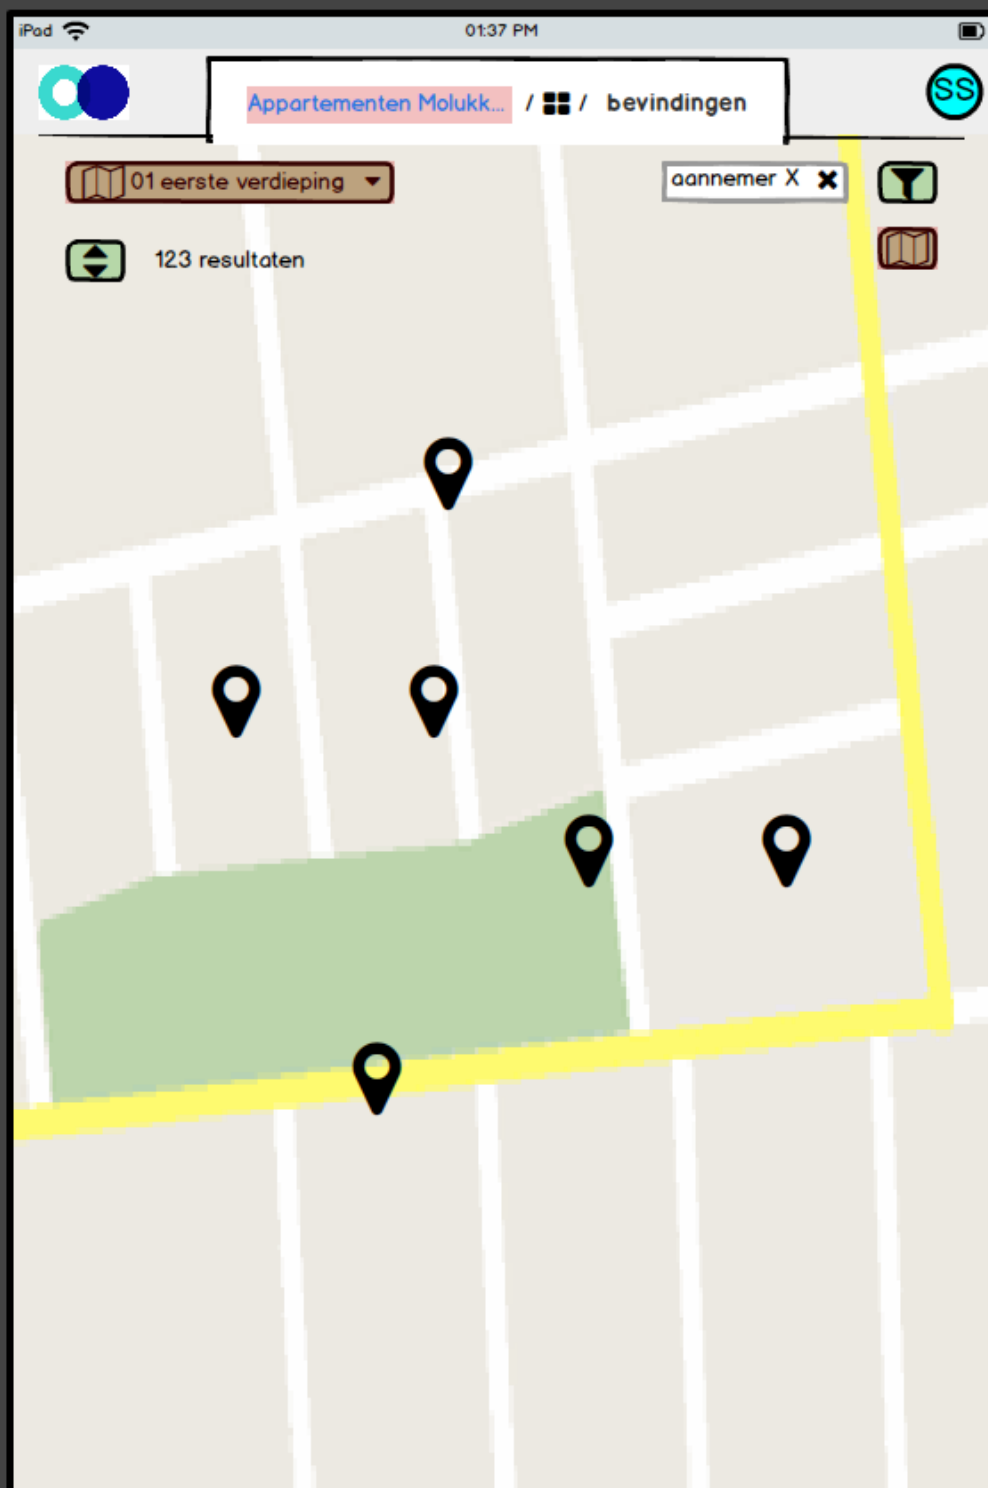 iPad 01:37 PM
Appartementen Molukk... / / bevindingen
SS
01 eerste verdieping
aannemer X
123 resultaten